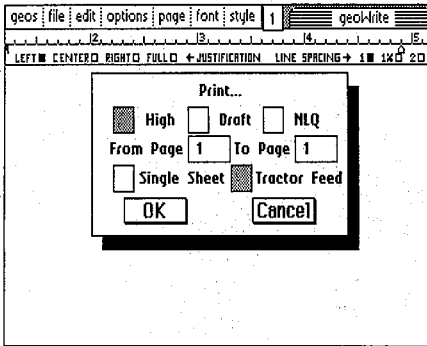 geos file edit options page font style 1 geoWrite
1 2 3 4 5
LEFT CENTER RIGHT FULL ←JUSTIFICATION LINE SPACING→ 1 1½ 2
Print...
High Draft NLQ
From Page 1 To Page 1
Single Sheet Tractor Feed
OK Cancel